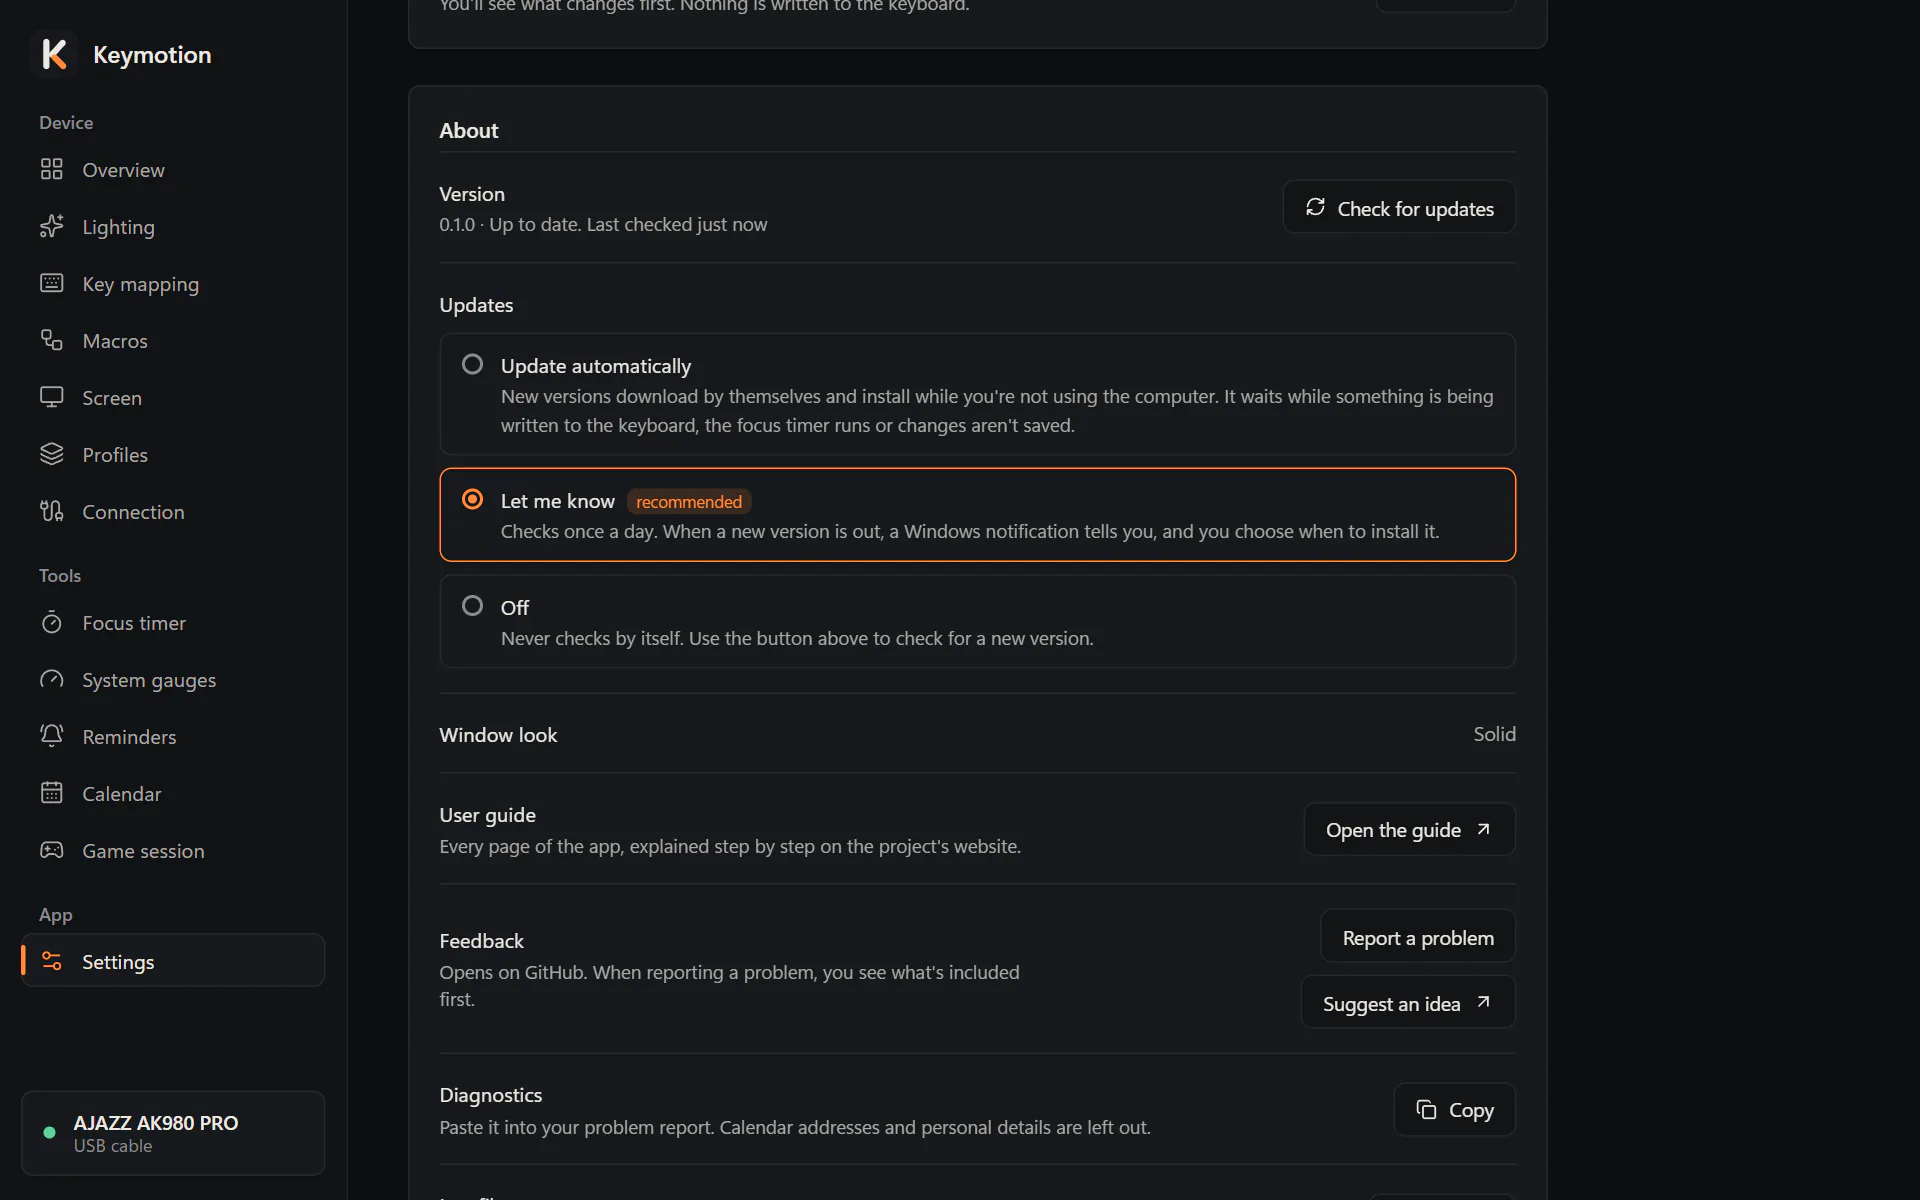 Keymotion
Device
Overview
Lighting
Key mapping
Macros
Screen
Profiles
Connection
Tools
Focus timer
System gauges
Reminders
Calendar
Game session
App
Settings
AJAZZ AK980 PRO
USB cable
You'll see what changes first. Nothing is written to the keyboard.
About
Version
0.1.0 · Up to date. Last checked just now
Check for updates
Updates
Update automatically
New versions download by themselves and install while you're not using the computer. It waits while something is being
written to the keyboard, the focus timer runs or changes aren't saved.
Let me know recommended
Checks once a day. When a new version is out, a Windows notification tells you, and you choose when to install it.
Off
Never checks by itself. Use the button above to check for a new version.
Window look
Solid
User guide
Every page of the app, explained step by step on the project's website.
Open the guide
Feedback
Opens on GitHub. When reporting a problem, you see what's included
first.
Report a problem
Suggest an idea
Diagnostics
Paste it into your problem report. Calendar addresses and personal details are left out.
Copy